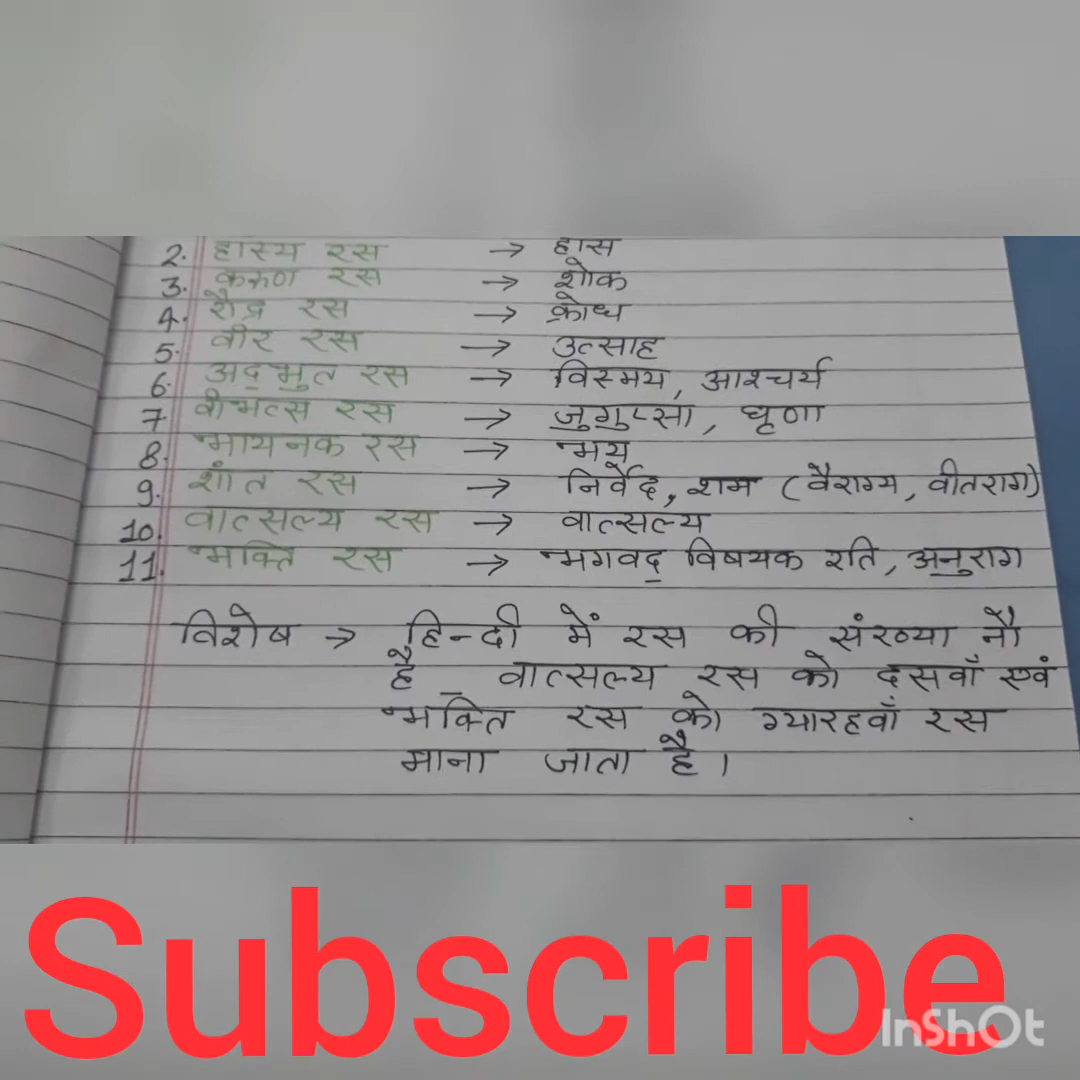 2. हास्य रस → हास
3. करुण रस → शोक
4. रौद्र रस → क्रोध
5. वीर रस → उत्साह
6. अद्भुत रस → विस्मय, आश्चर्य
7 वीभत्स रस → जुगुप्सा, घृणा
8. भायनक रस → भय
9. शांत रस → निर्वेद, शम (वैराग्य, वीतराग)
10. वात्सल्य रस → वात्सल्य
11. भक्ति रस → भगवद् विषयक रति, अनुराग
विशेष → हिन्दी में रस की संख्या नौ
है _ वात्सल्य रस को दसवाँ एवं
भक्ति रस को ग्यारहवाँ रस
माना जाता है।
Subscribe
InShOt